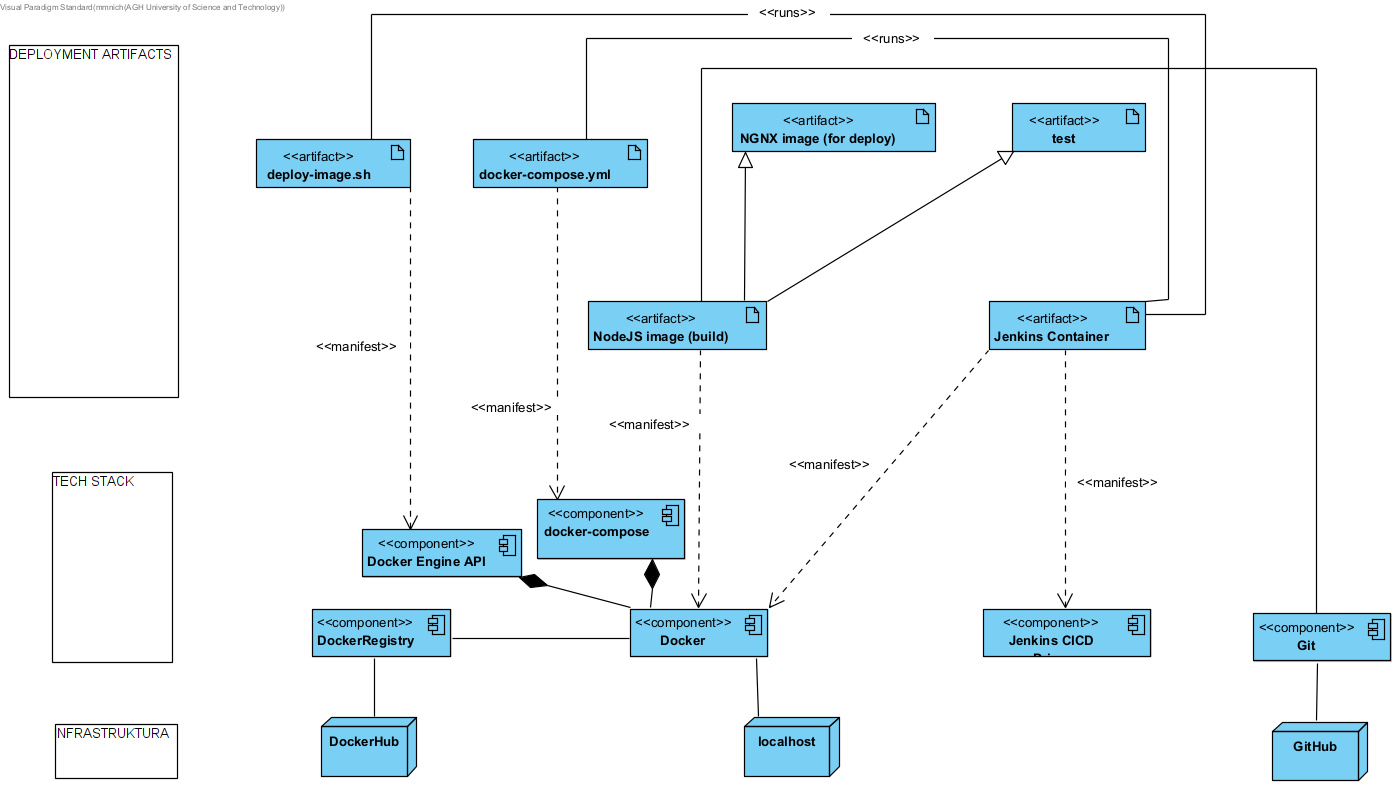 Visual Paradigm Standard(mmnich(AGH University of Science and Technology))
<<runs>>
<<runs>>
DEPLOYMENT ARTIFACTS
<<artifact>>
NGNX image (for deploy)
<<artifact>>
test
<<artifact>>
deploy-image.sh
<<artifact>>
docker-compose.yml
<<artifact>>
NodeJS image (build)
<<artifact>>
Jenkins Container
<<manifest>>
<<manifest>>
<<manifest>>
<<manifest>>
<<manifest>>
TECH STACK
<<component>>
docker-compose
<<component>>
Docker Engine API
<<component>>
DockerRegistry
<<component>>
Docker
<<component>>
Jenkins CICD
<<component>>
Git
NFRASTRUKTURA
DockerHub
localhost
GitHub